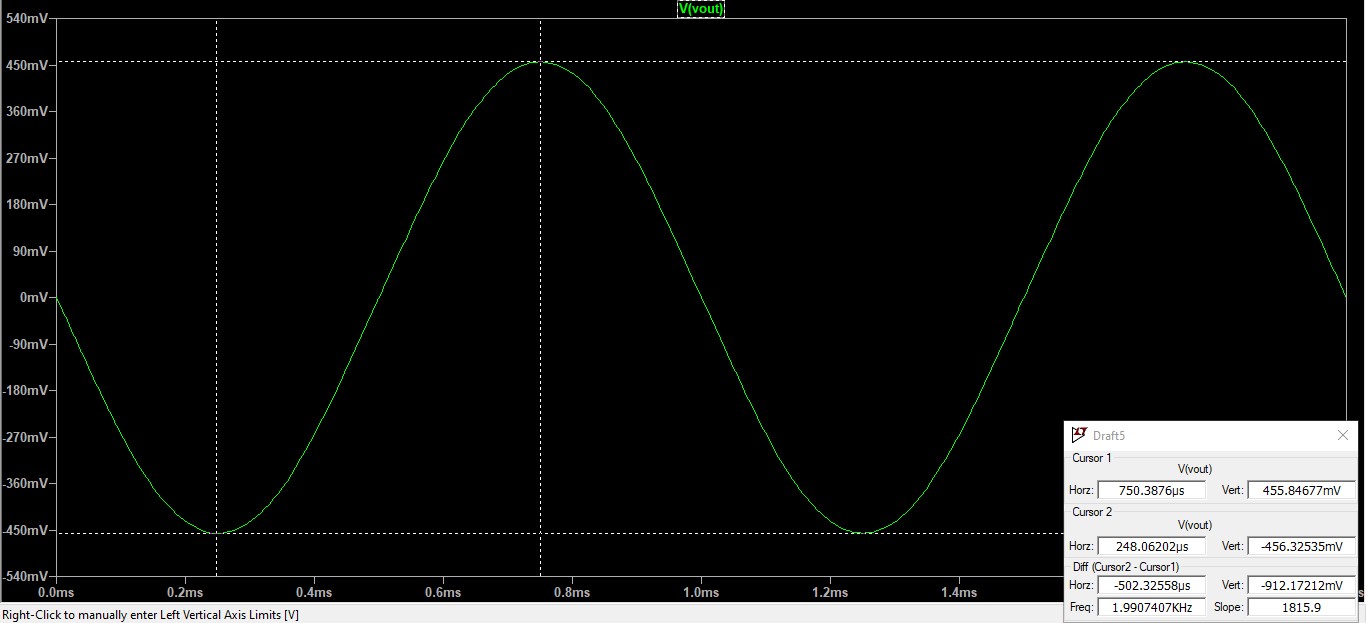 V(vout)
540mV
450mV
360mV
270mV
180mV
90mV
0mV
-90mV
-180mV
-270mV
-360mV
-450mV
-540mV
0.0ms 0.2ms 0.4ms 0.6ms 0.8ms 1.0ms 1.2ms 1.4ms
Draft5
Cursor 1
V(vout)
Horz: 750.3876µs Vert: 455.84677mV
Cursor 2
V(vout)
Horz: 248.06202µs Vert: -456.32535mV
Diff (Cursor2 - Cursor1)
Horz: -502.32558µs Vert: -912.17212mV
Freq: 1.9907407KHz Slope: 1815.9
Right-Click to manually enter Left Vertical Axis Limits [V]